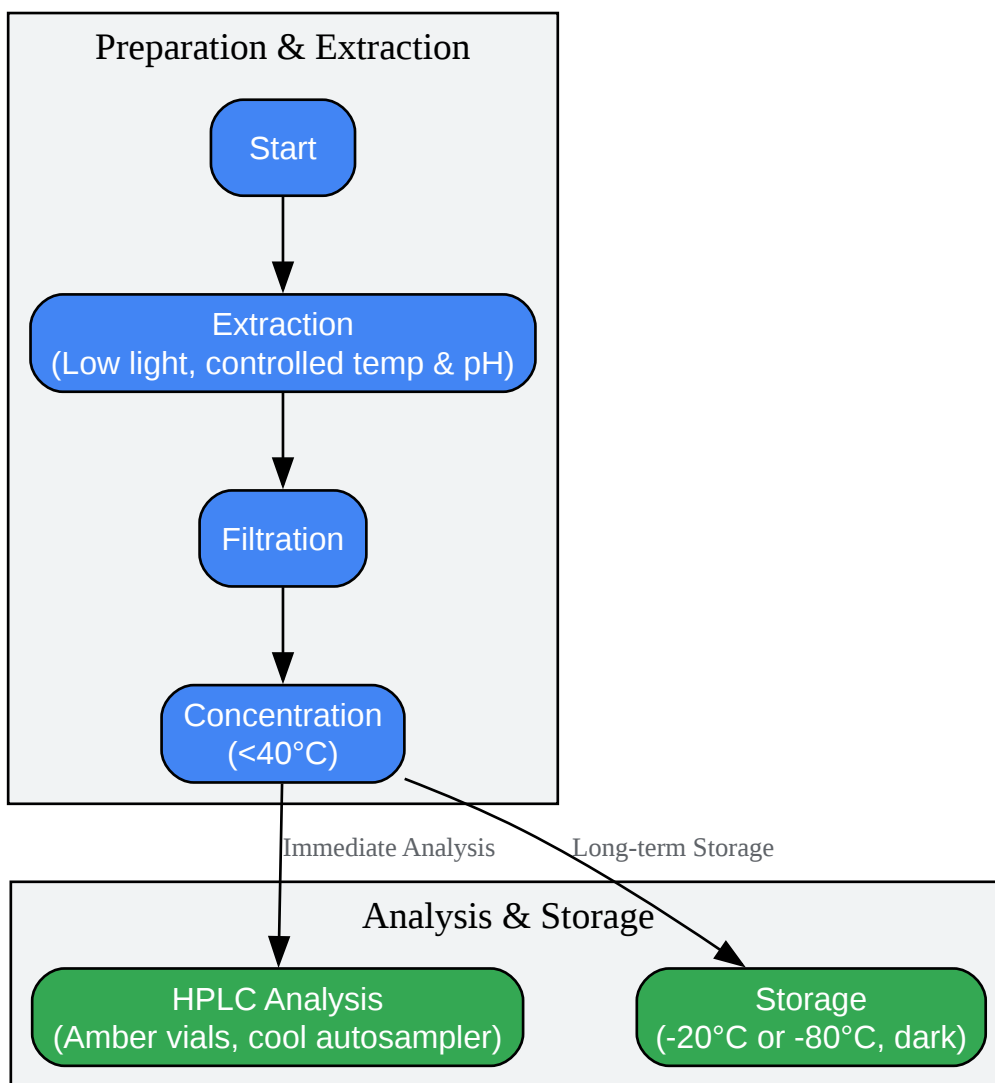 Preparation & Extraction
Start
Extraction
(Low light, controlled temp & pH)
Filtration
Concentration
(<40°C)
Immediate Analysis
Long-term Storage
Analysis & Storage
HPLC Analysis
(Amber vials, cool autosampler)
Storage
(-20°C or -80°C, dark)